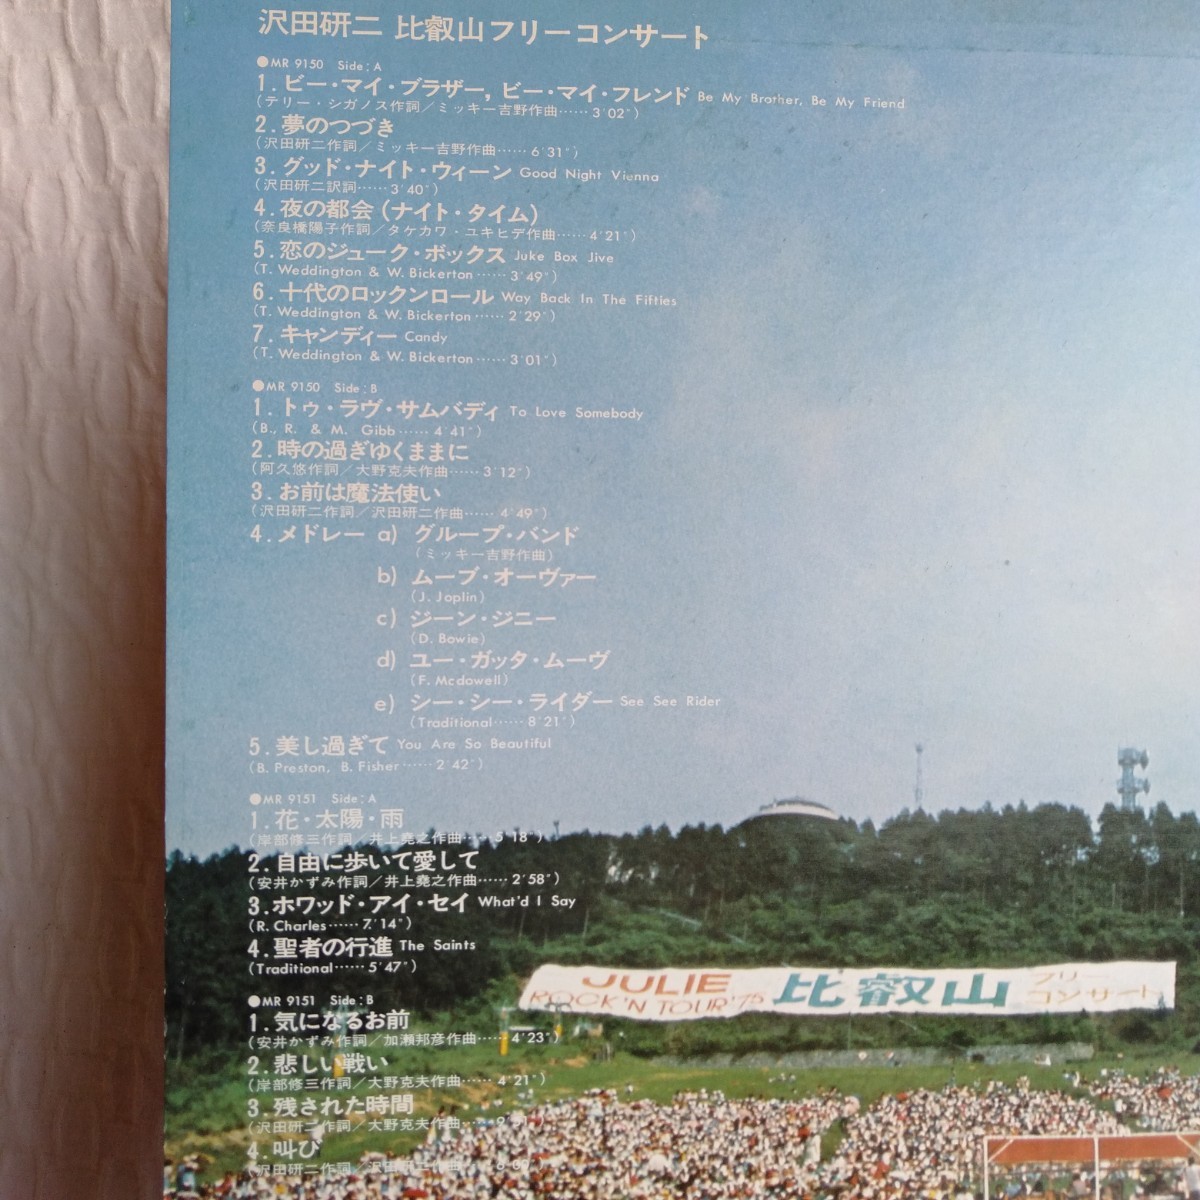 沢田研二 比叡山フリーコンサート
●MR 9150 Side:A
1.ビー・マイ・ブラザー,ビー・マイ・フレンド Be My Brother, Be My Friend
(テリー・シガノス作詞/ミッキー吉野作曲……3'02")
2.夢のつづき
(沢田研二作詞/ミッキー吉野作曲……6'31")
3.グッド・ナイト・ウィーン Good Night Vienna
(沢田研二訳詞……3'40")
4.夜の都会(ナイト・タイム)
(奈良橋陽子作詞/タケカワ・ユキヒデ作曲……4'21")
5.恋のジューク・ボックス Juke Box Jive
(T. Weddington & W. Bickerton……3'49")
6.十代のロックンロール Way Back In The Fifties
(T. Weddington & W. Bickerton……2'29")
7.キャンディー Candy
(T. Weddington & W. Bickerton……3'01")
●MR 9150 Side:B
1.トゥ・ラヴ・サムバディ To Love Somebody
(B., R. & M. Gibb……4'41")
2.時の過ぎゆくままに
(阿久悠作詞/大野克夫作曲……3'12")
3.お前は魔法使い
(沢田研二作詞/沢田研二作曲……4'49")
4.メドレー a) グループ・バンド
(ミッキー吉野作曲)
b) ムーブ・オーヴァー
(J. Joplin)
c) ジーン・ジニー
(D. Bowie)
d) ユー・ガッタ・ムーヴ
(F. Mcdowell)
e) シー・シー・ライダー See See Rider
(Traditional……8'21")
5.美し過ぎて You Are So Beautiful
(B. Preston, B. Fisher……2'42")
●MR 9151 Side:A
1.花・太陽・雨
(岸部修三作詞/井上堯之作曲……5'18")
2.自由に歩いて愛して
(安井かずみ作詞/井上堯之作曲……2'58")
3.ホワッド・アイ・セイ What'd I Say
(R. Charles……7'14")
4.聖者の行進 The Saints
(Traditional……5'47")
●MR 9151 Side:B
1.気になるお前
(安井かずみ作詞/加瀬邦彦作曲……4'23")
2.悲しい戦い
(岸部修三作詞/大野克夫作曲……4'21")
3.残された時間
(沢田研二作詞/大野克夫作曲……
4.叫び
(沢田研二作詞/沢田研二作曲……
JULIE
ROCK'N TOUR '75
比叡山
フリー
コンサート